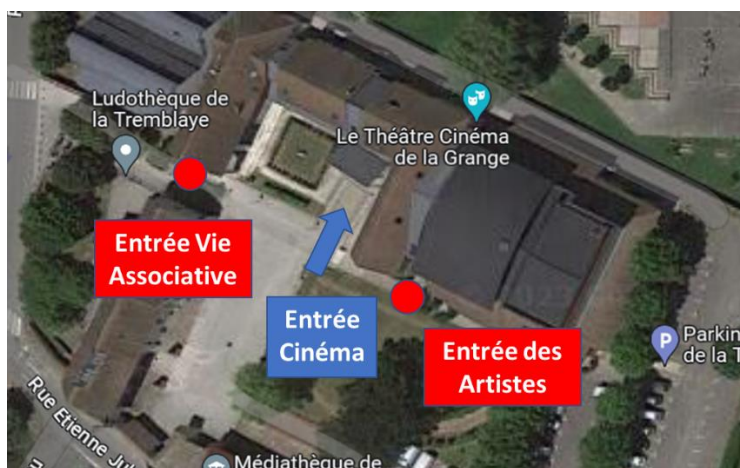 Ludothèque de
la Tremblaye
Le Théâtre Cinéma
de la Grange
Entrée Vie
Associative
Entrée
Cinéma
Entrée des
Artistes
P
Parkin
de la T
Rue Etienne Jul
Médiathèque de